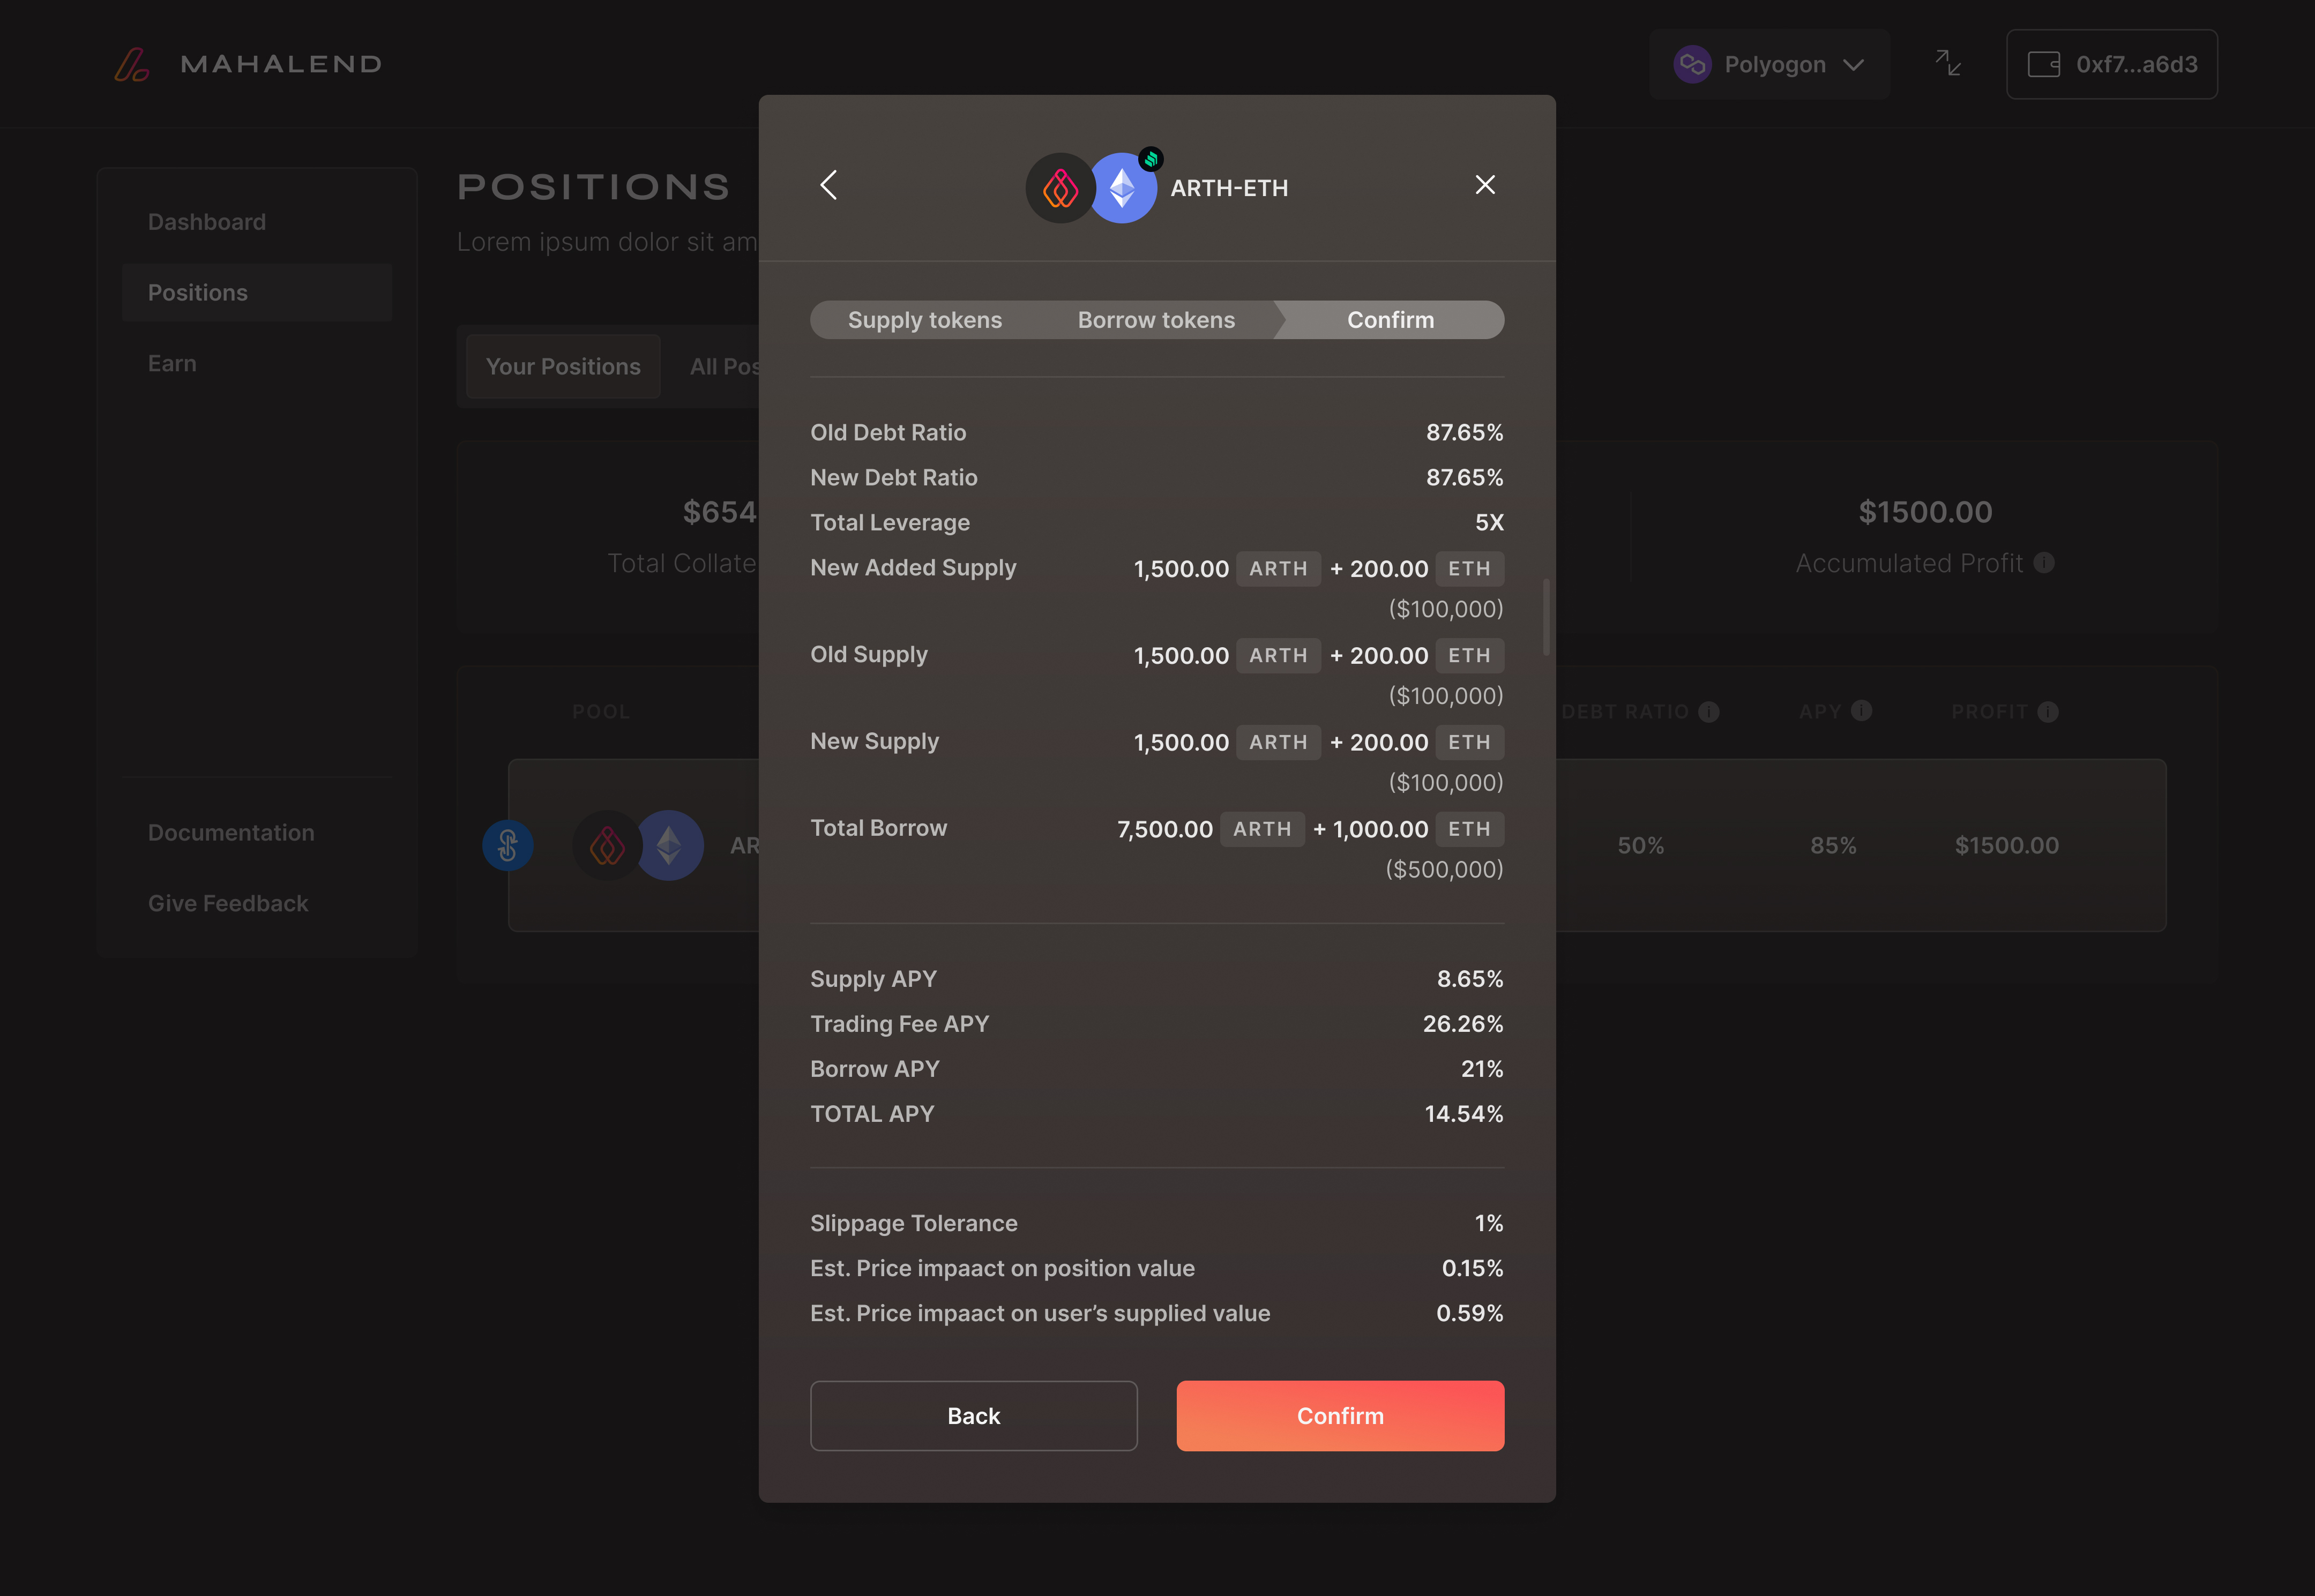 MAHALEND
Polyogon
0xf7...a6d3
Dashboard
Positions
Earn
Documentation
Give Feedback
POSITIONS
Lorem ipsum dolor sit am
Your Positions
All Pos
$654
Total Collate
$1500.00
Accumulated Profit
POOL
DEBT RATIO
APY
PROFIT
AR
50%
85%
$1500.00
ARTH-ETH
Supply tokens
Borrow tokens
Confirm
Old Debt Ratio 87.65%
New Debt Ratio 87.65%
Total Leverage 5X
New Added Supply 1,500.00 ARTH + 200.00 ETH
($100,000)
Old Supply 1,500.00 ARTH + 200.00 ETH
($100,000)
New Supply 1,500.00 ARTH + 200.00 ETH
($100,000)
Total Borrow 7,500.00 ARTH + 1,000.00 ETH
($500,000)
Supply APY 8.65%
Trading Fee APY 26.26%
Borrow APY 21%
TOTAL APY 14.54%
Slippage Tolerance 1%
Est. Price impaact on position value 0.15%
Est. Price impaact on user’s supplied value 0.59%
Back
Confirm